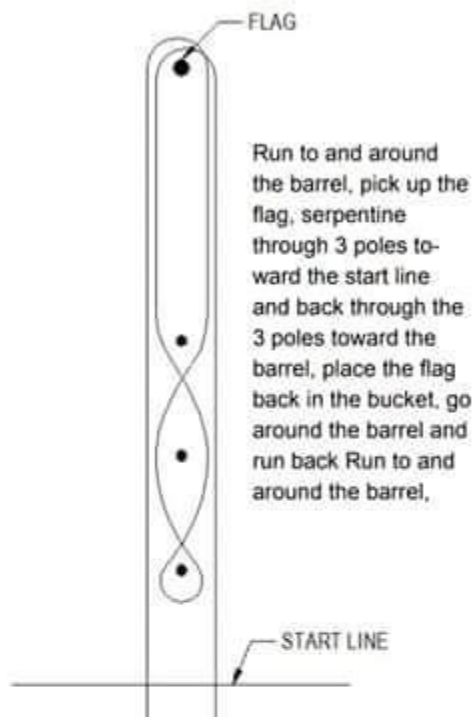 FLAG
Run to and around
the barrel, pick up the
flag, serpentine
through 3 poles to-
ward the start line
and back through the
3 poles toward the
barrel, place the flag
back in the bucket, go
around the barrel and
run back Run to and
around the barrel,
START LINE